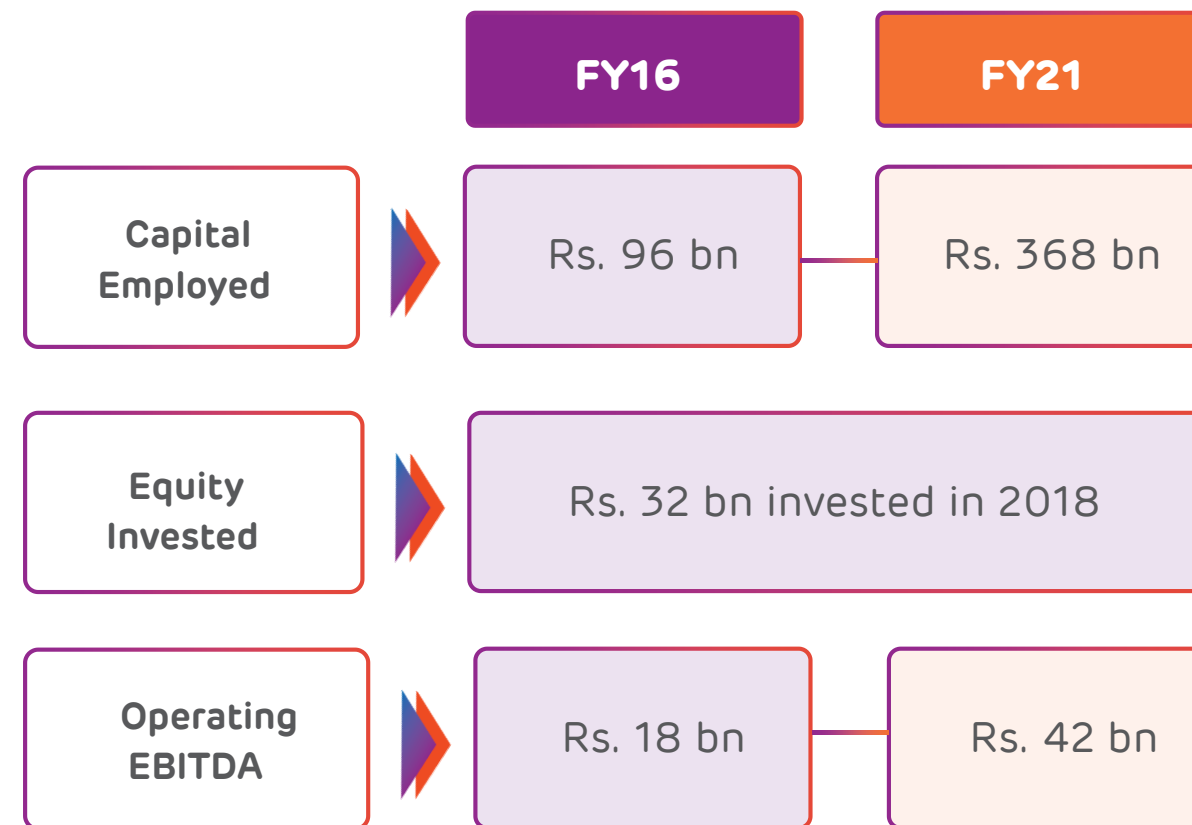 FY16 FY21
Capital
Employed
Rs. 96 bn Rs. 368 bn
Equity
Invested
Rs. 32 bn invested in 2018
Operating
EBITDA
Rs. 18 bn Rs. 42 bn